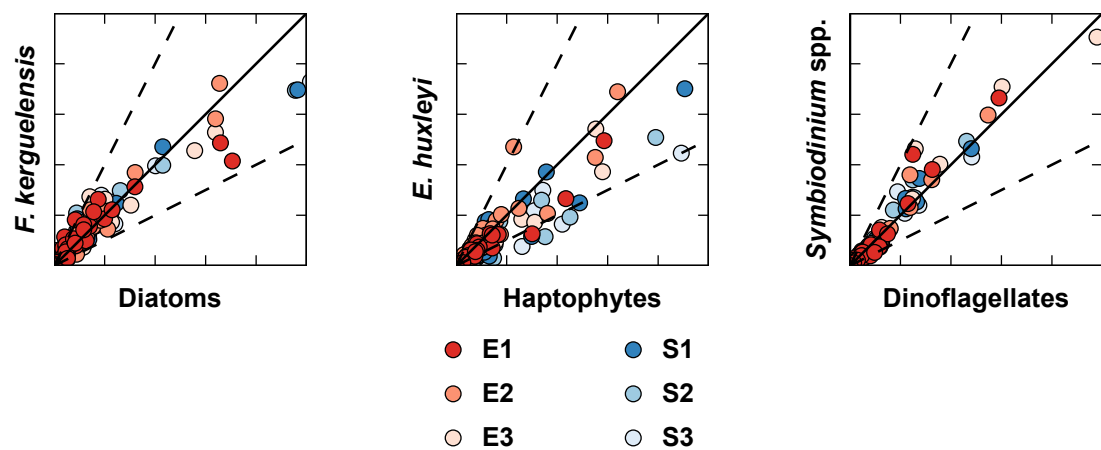 F. kerguelensis
Diatoms
E. huxleyi
Haptophytes
Symbiodinium spp.
Dinoflagellates
E1
S1
E2
S2
E3
S3